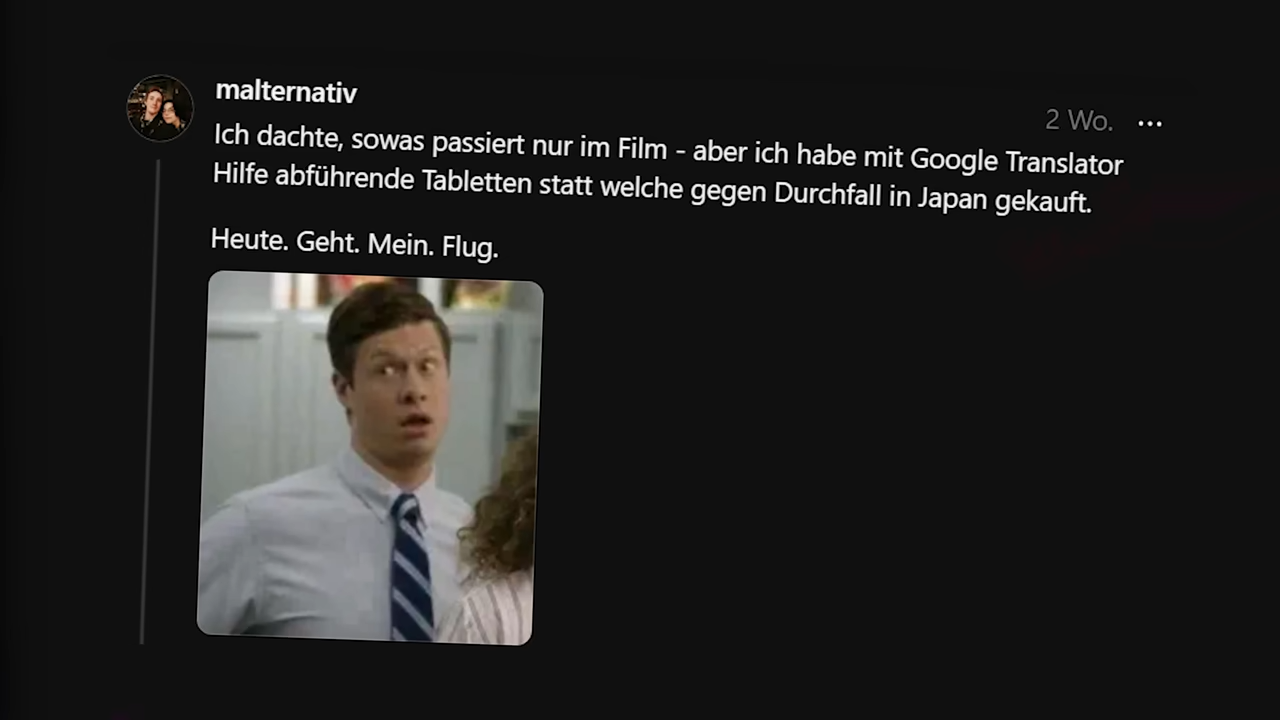 malternativ
2 Wo.
Ich dachte, sowas passiert nur im Film - aber ich habe mit Google Translator
Hilfe abführende Tabletten statt welche gegen Durchfall in Japan gekauft.
Heute. Geht. Mein. Flug.